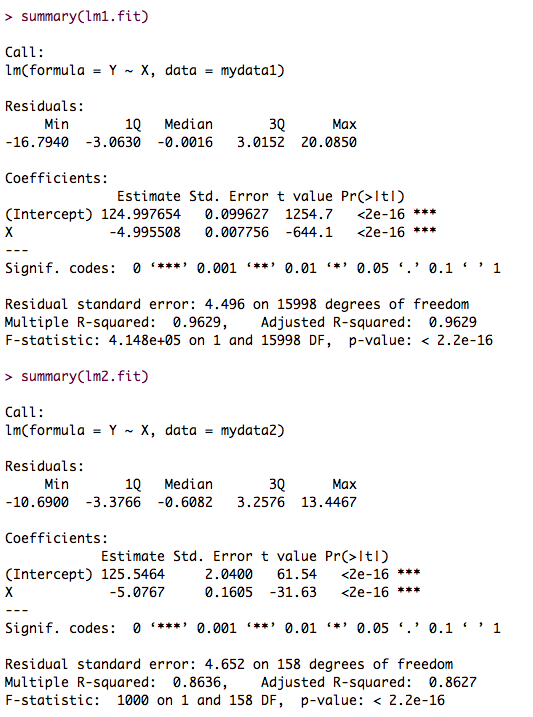 > summary(lm1.fit)
Call:
lm(formula = Y ~ X, data = mydata1)
Residuals:
Min 1Q Median 3Q Max
-16.7940 -3.0630 -0.0016 3.0152 20.0850
Coefficients:
Estimate Std. Error t value Pr(>|t|)
(Intercept) 124.997654 0.099627 1254.7 <2e-16 ***
X -4.995508 0.007756 -644.1 <2e-16 ***
---
Signif. codes: 0 ‘***’ 0.001 ‘**’ 0.01 ‘*’ 0.05 ‘.’ 0.1 ‘ ’ 1
Residual standard error: 4.496 on 15998 degrees of freedom
Multiple R-squared: 0.9629, Adjusted R-squared: 0.9629
F-statistic: 4.148e+05 on 1 and 15998 DF, p-value: < 2.2e-16
> summary(lm2.fit)
Call:
lm(formula = Y ~ X, data = mydata2)
Residuals:
Min 1Q Median 3Q Max
-10.6900 -3.3766 -0.6082 3.2576 13.4467
Coefficients:
Estimate Std. Error t value Pr(>|t|)
(Intercept) 125.5464 2.0400 61.54 <2e-16 ***
X -5.0767 0.1605 -31.63 <2e-16 ***
---
Signif. codes: 0 ‘***’ 0.001 ‘**’ 0.01 ‘*’ 0.05 ‘.’ 0.1 ‘ ’ 1
Residual standard error: 4.652 on 158 degrees of freedom
Multiple R-squared: 0.8636, Adjusted R-squared: 0.8627
F-statistic: 1000 on 1 and 158 DF, p-value: < 2.2e-16